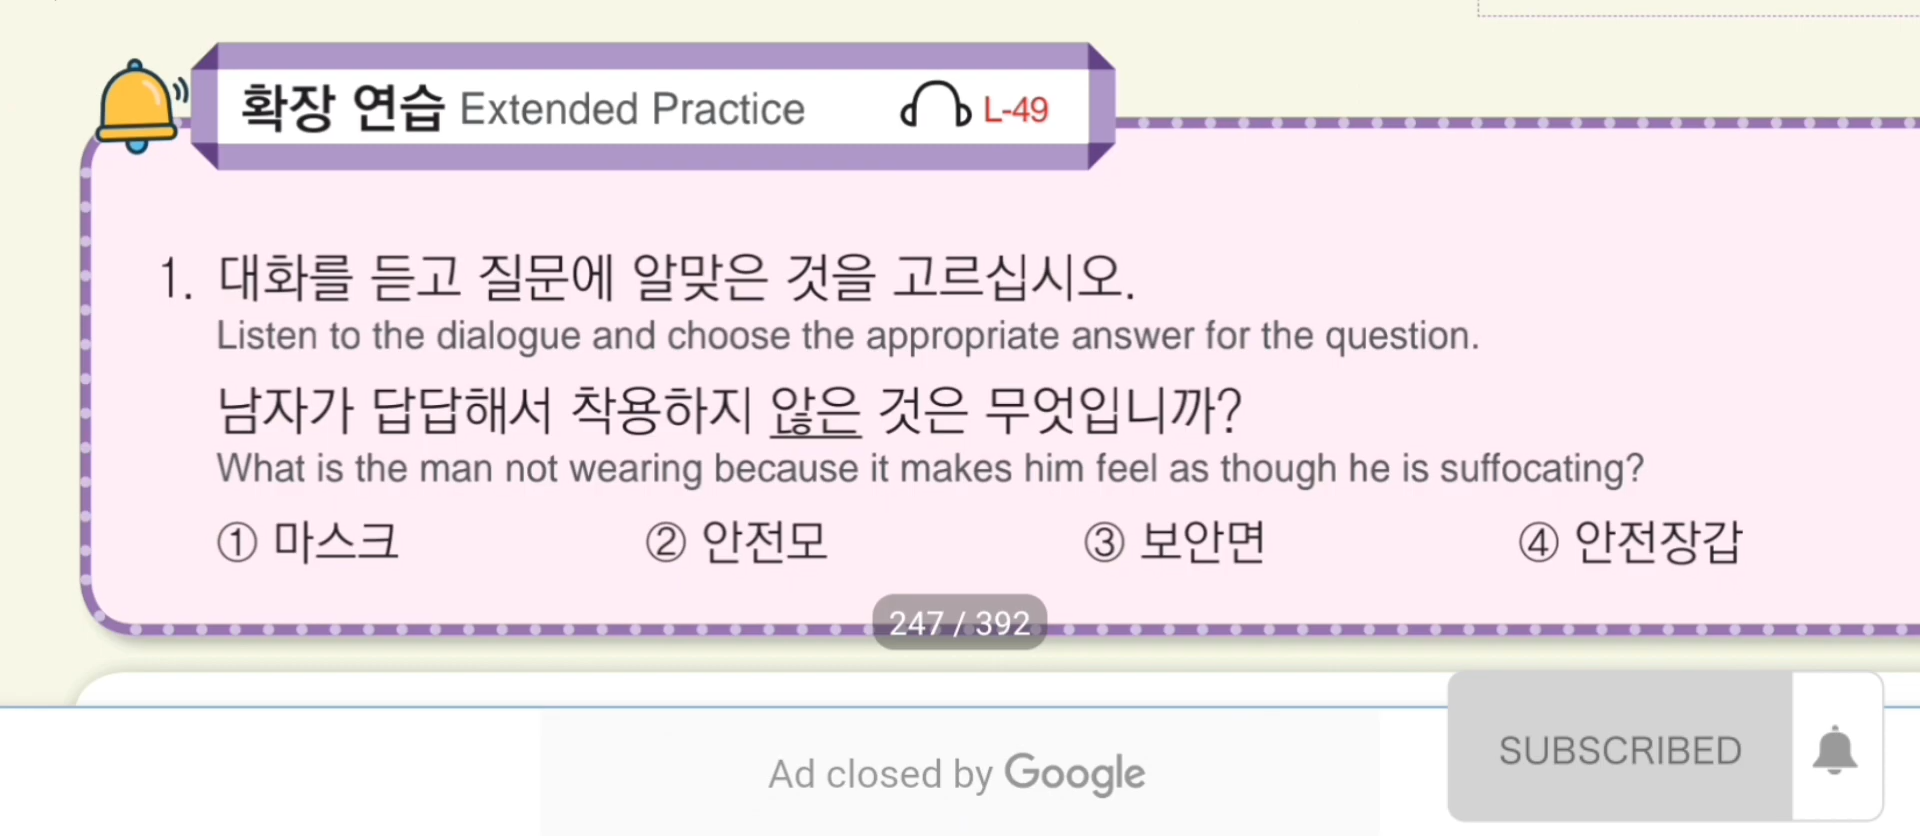 확장 연습 Extended Practice L-49
1. 대화를 듣고 질문에 알맞은 것을 고르십시오.
Listen to the dialogue and choose the appropriate answer for the question.
남자가 답답해서 착용하지 않은 것은 무엇입니까?
What is the man not wearing because it makes him feel as though he is suffocating?
① 마스크 ② 안전모 ③ 보안면 ④ 안전장갑
247 / 392
SUBSCRIBED
Ad closed by Google